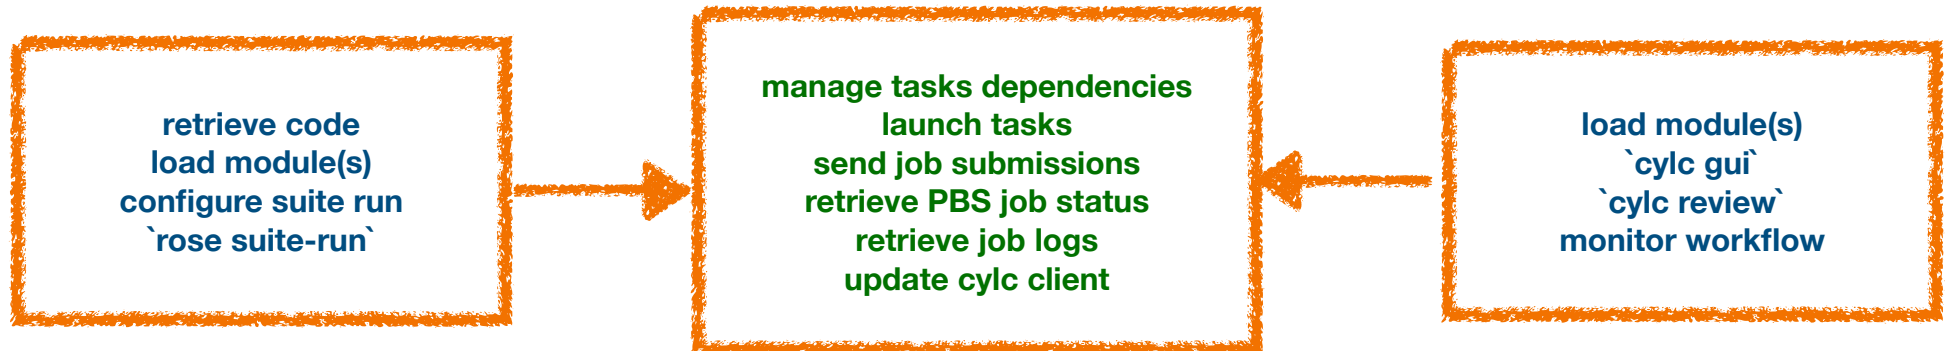 retrieve code
load module(s)
configure suite run
`rose suite-run`
manage tasks dependencies
launch tasks
send job submissions
retrieve PBS job status
retrieve job logs
update cylc client
load module(s)
`cylc gui`
`cylc review`
monitor workflow